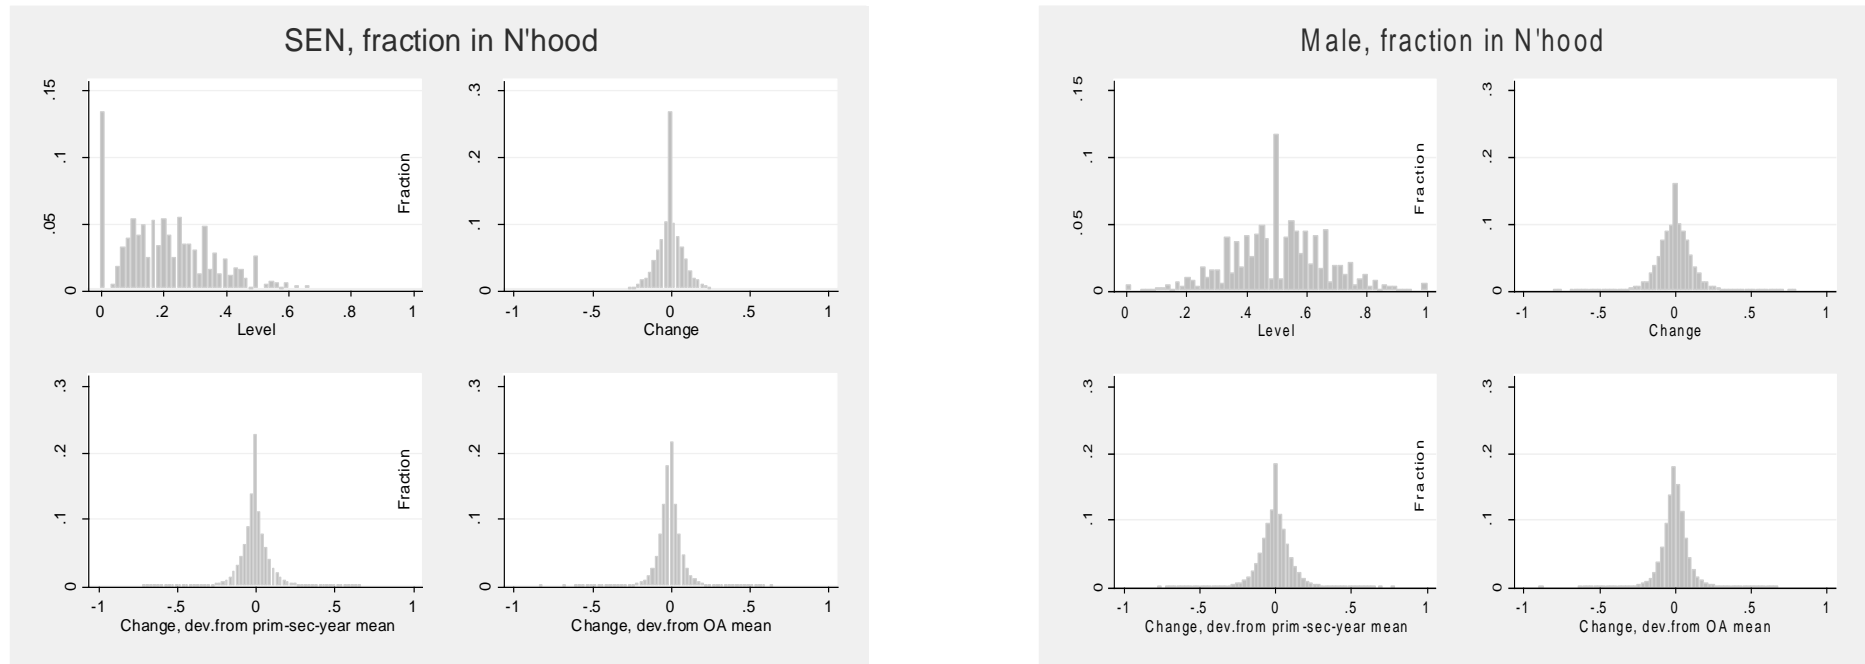 SEN, fraction in N'hood
.15
.1
.05
0
Fraction
0 .2 .4 .6 .8 1
Level
.3
.2
.1
0
-1 -.5 0 .5 1
Change
.3
.2
.1
0
Fraction
-1 -.5 0 .5 1
Change, dev.from prim-sec-year mean
.3
.2
.1
0
-1 -.5 0 .5 1
Change, dev.from OA mean
Male, fraction in N'hood
.15
.1
.05
0
Fraction
0 .2 .4 .6 .8 1
Level
.3
.2
.1
0
-1 -.5 0 .5 1
Change
.3
.2
.1
0
Fraction
-1 -.5 0 .5 1
Change, dev.from prim-sec-year mean
.3
.2
.1
0
-1 -.5 0 .5 1
Change, dev.from OA mean